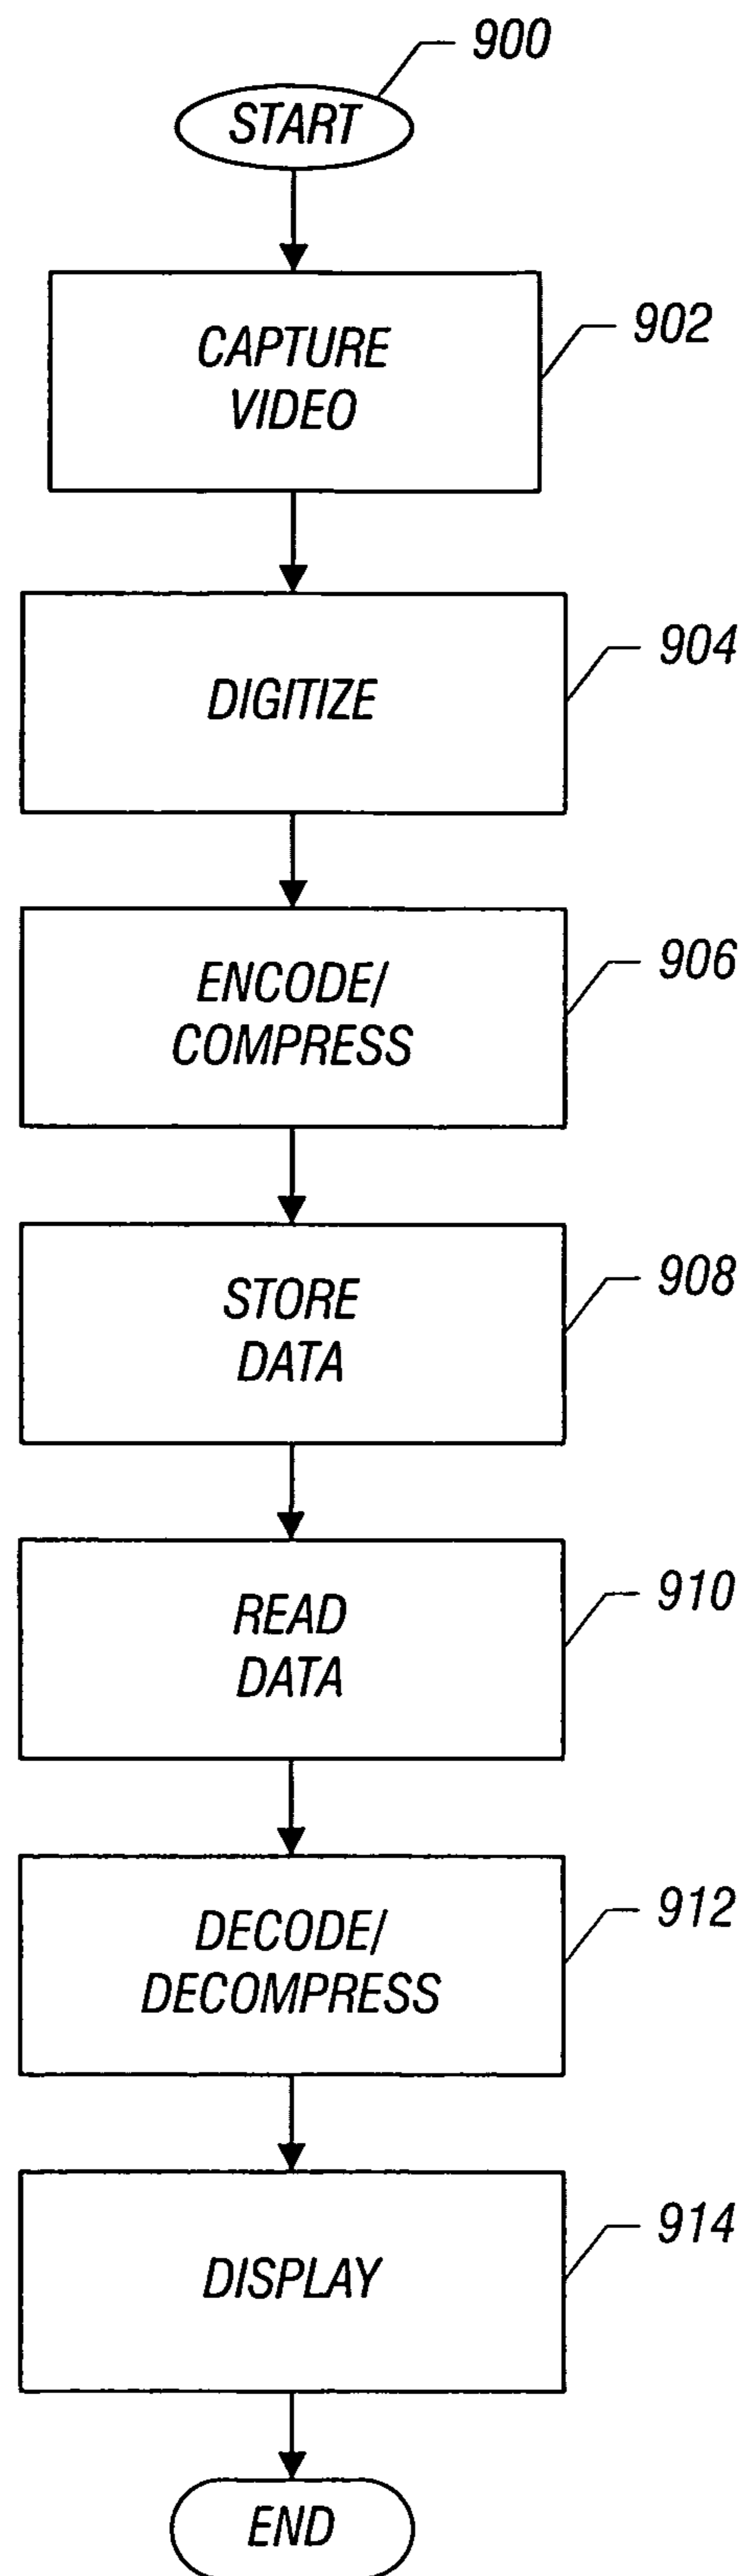 900
START
CAPTURE
VIDEO
902
DIGITIZE
904
ENCODE/
COMPRESS
906
STORE
DATA
908
READ
DATA
910
DECODE/
DECOMPRESS
912
DISPLAY
914
END